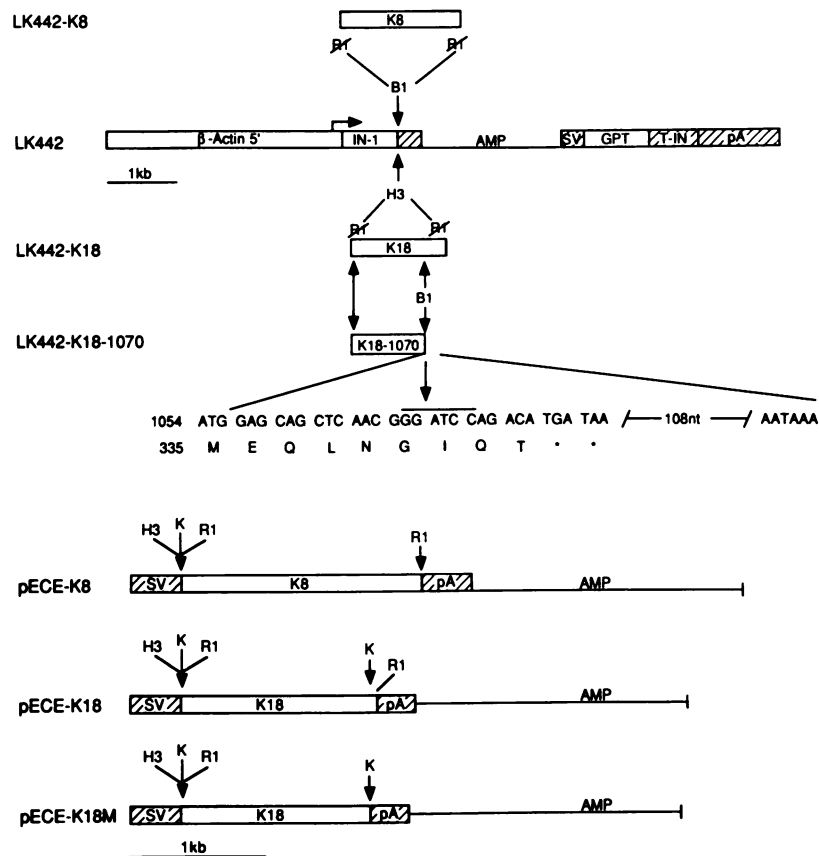 LK442-K8
K8
R1 R1
B1
LK442
β-Actin 5' IN-1 AMP SV GPT T-IN pA
1kb
H3
R1 R1
LK442-K18
K18
B1
LK442-K18-1070
K18-1070
1054 ATG GAG CAG CTC AAC GGG ATC CAG ACA TGA TAA 108nt AATAAA
335 M E Q L N G I Q T · ·
H3 K R1 R1
pECE-K8
SV K8 pA AMP
H3 K R1 K R1
pECE-K18
SV K18 pA AMP
H3 K R1 K
pECE-K18M
SV K18 pA AMP
1kb